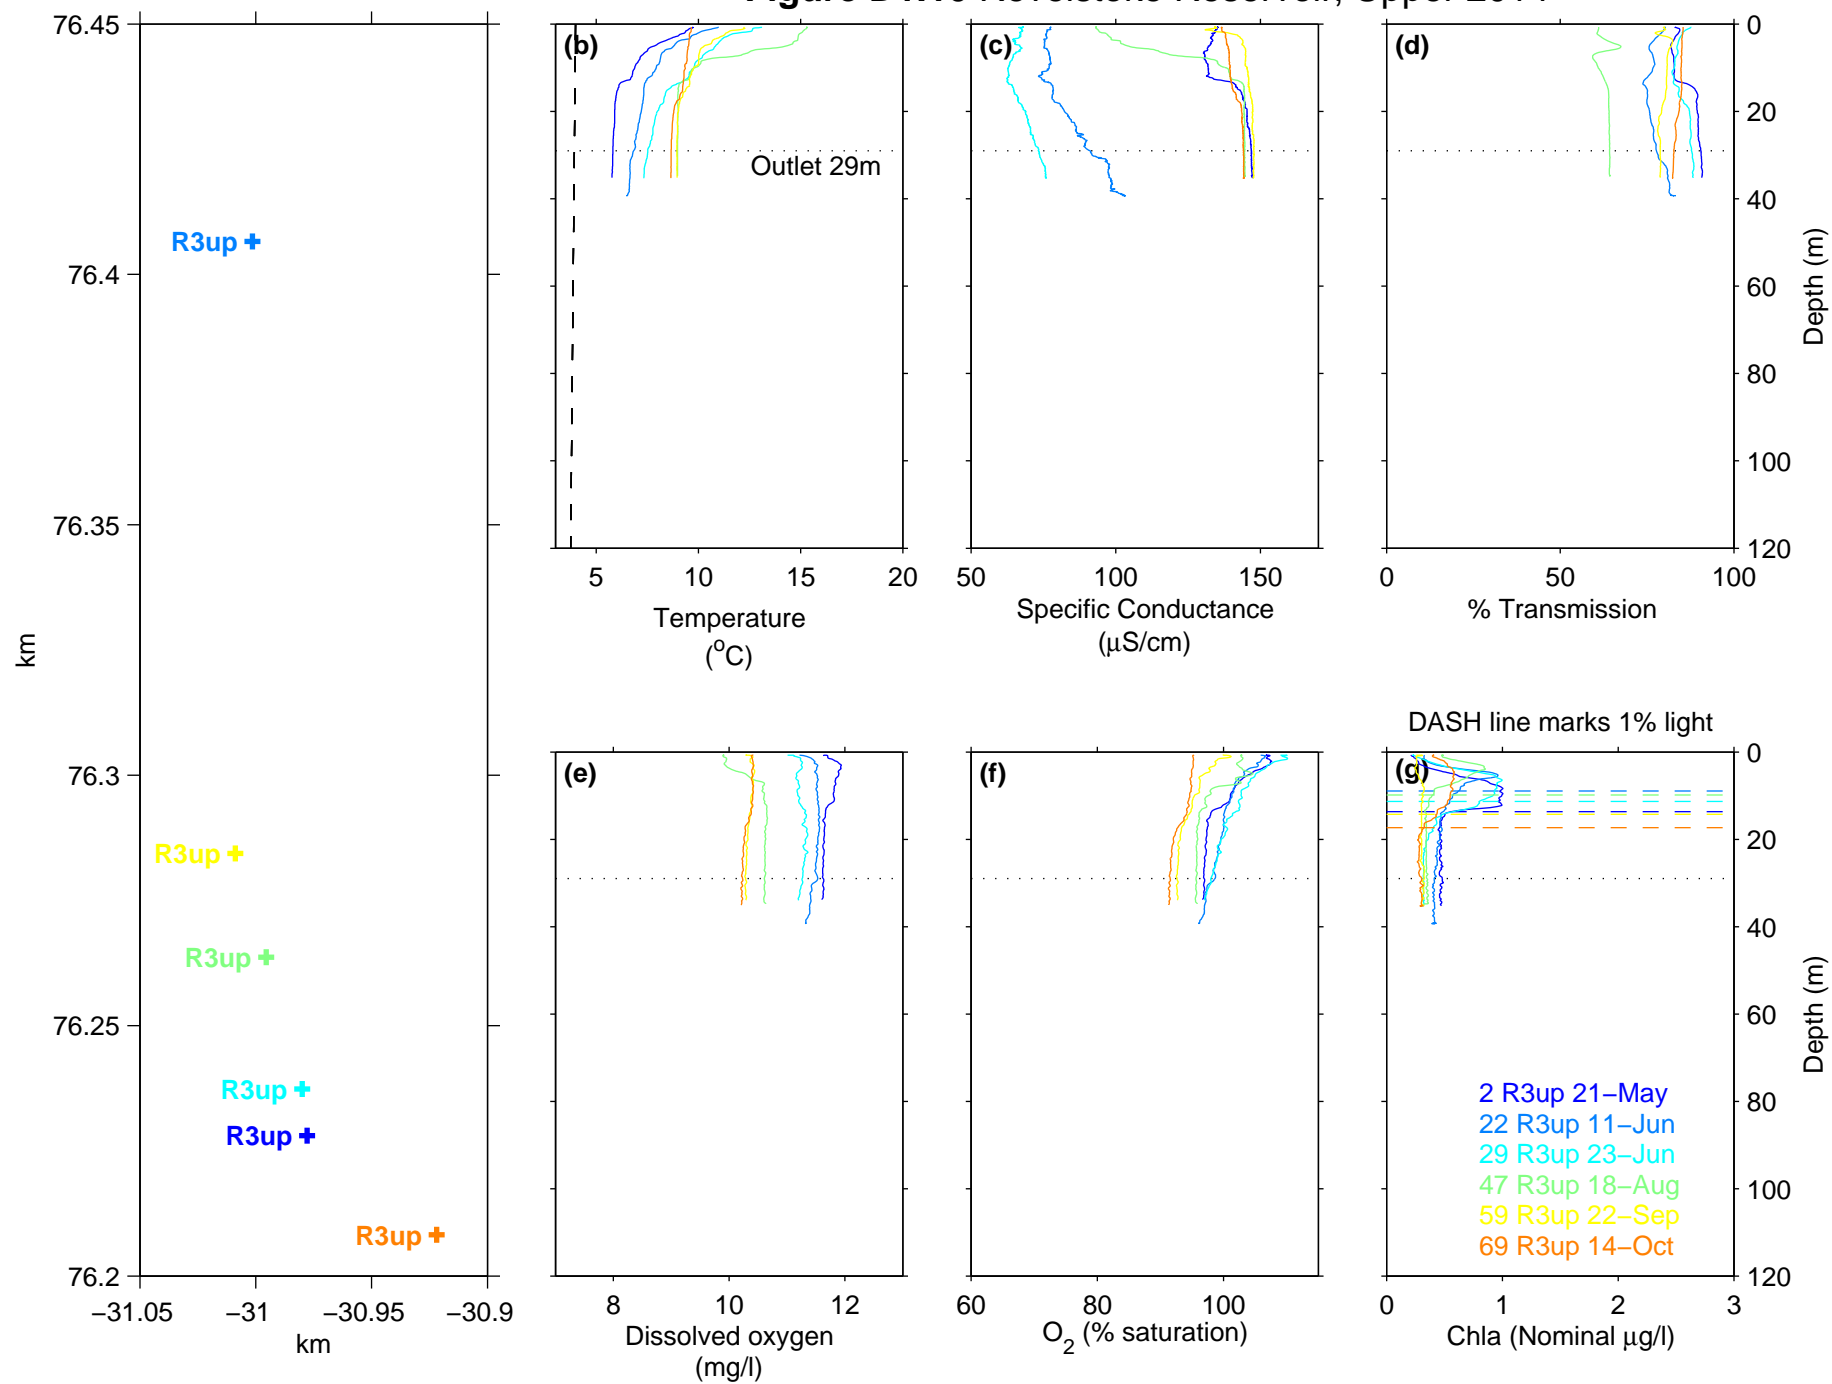 76.45
76.4
76.35
76.3
76.25
76.2
km
−31.05
−31
−30.95
−30.9
km
R3up
R3up
R3up
R3up
R3up
R3up
(b)
Outlet 29m
5
10
15
20
Temperature
(°C)
(c)
50
100
150
Specific Conductance
(μS/cm)
(d)
0
50
100
% Transmission
0
20
40
60
80
100
120
Depth (m)
(e)
8
10
12
Dissolved oxygen
(mg/l)
(f)
60
80
100
O2 (% saturation)
DASH line marks 1% light
(g)
2 R3up 21−May
22 R3up 11−Jun
29 R3up 23−Jun
47 R3up 18−Aug
59 R3up 22−Sep
69 R3up 14−Oct
0
1
2
3
Chla (Nominal μg/l)
0
20
40
60
80
100
120
Depth (m)